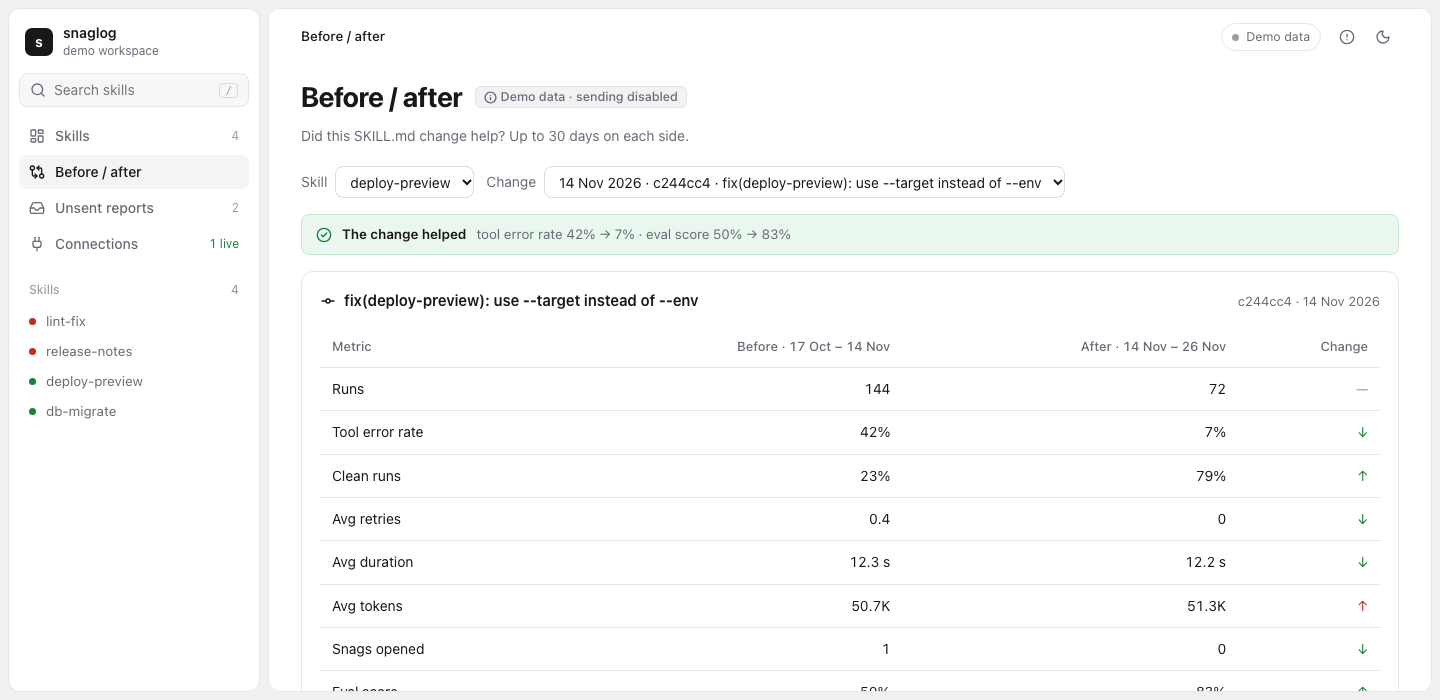 s
snaglog
demo workspace
Search skills
/
Skills 4
Before / after
Unsent reports 2
Connections 1 live
Skills 4
lint-fix
release-notes
deploy-preview
db-migrate
Before / after
Demo data
Before / after
Demo data · sending disabled
Did this SKILL.md change help? Up to 30 days on each side.
Skill deploy-preview Change 14 Nov 2026 · c244cc4 · fix(deploy-preview): use --target instead of --env
The change helped tool error rate 42% → 7% · eval score 50% → 83%
fix(deploy-preview): use --target instead of --env c244cc4 · 14 Nov 2026
Metric Before · 17 Oct – 14 Nov After · 14 Nov – 26 Nov Change
Runs 144 72 —
Tool error rate 42% 7% ↓
Clean runs 23% 79% ↑
Avg retries 0.4 0 ↓
Avg duration 12.3 s 12.2 s ↓
Avg tokens 50.7K 51.3K ↑
Snags opened 1 0 ↓
Eval score 50% 83% ↑